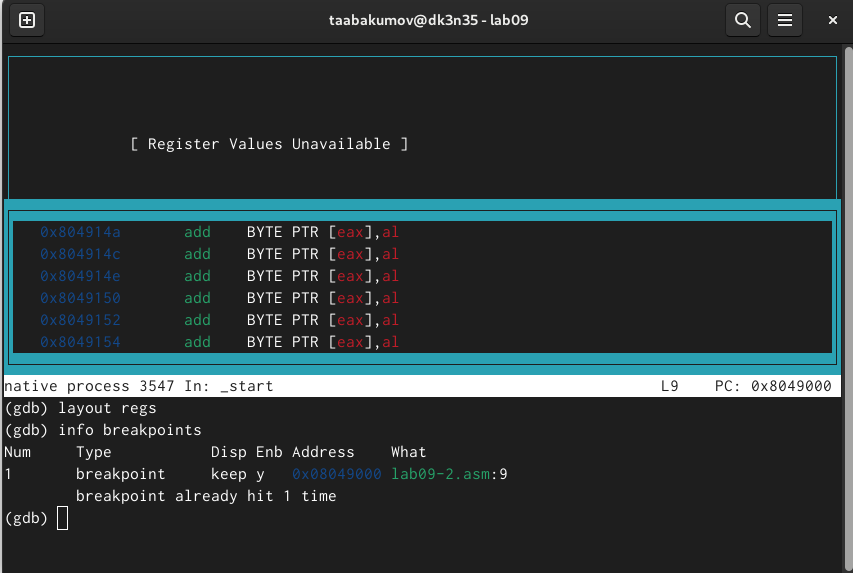 taabakumov@dk3n35 - lab09
[ Register Values Unavailable ]
0x804914a add BYTE PTR [eax],al
0x804914c add BYTE PTR [eax],al
0x804914e add BYTE PTR [eax],al
0x8049150 add BYTE PTR [eax],al
0x8049152 add BYTE PTR [eax],al
0x8049154 add BYTE PTR [eax],al
native process 3547 In: _start L9 PC: 0x8049000
(gdb) layout regs
(gdb) info breakpoints
Num Type Disp Enb Address What
1 breakpoint keep y 0x08049000 lab09-2.asm:9
breakpoint already hit 1 time
(gdb)